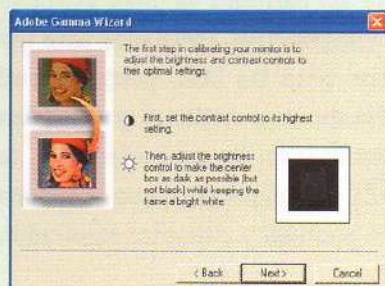 Adobe Gamma Wizard
The first step in calibrating your monitor is to
adjust the brightness and contrast controls to
their optimal settings.
First, set the contrast control to its highest
setting.
Then, adjust the brightness
control to make the center
box as dark as possible (but
not black) while keeping the
frame a bright white.
< Back
Next >
Cancel